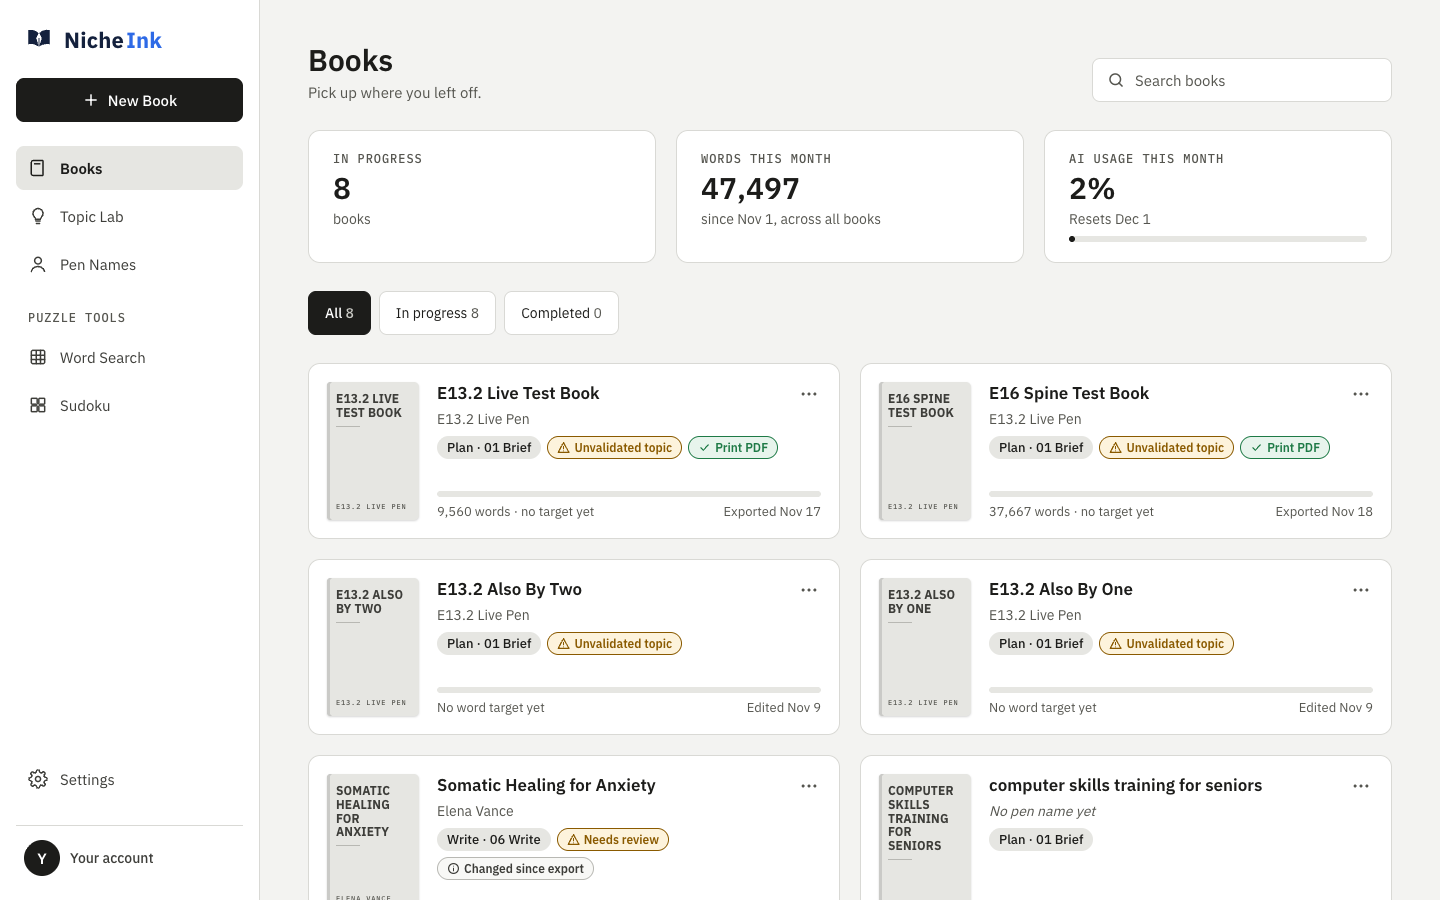 NicheInk
New Book
Books
Topic Lab
Pen Names
PUZZLE TOOLS
Word Search
Sudoku
Settings
Y
Your account
Books
Pick up where you left off.
Search books
IN PROGRESS
8
books
WORDS THIS MONTH
47,497
since Nov 1, across all books
AI USAGE THIS MONTH
2%
Resets Dec 1
All 8
In progress 8
Completed 0
E13.2 LIVE
TEST BOOK
E13.2 LIVE PEN
E13.2 Live Test Book
E13.2 Live Pen
Plan · 01 Brief
Unvalidated topic
Print PDF
9,560 words · no target yet
Exported Nov 17
E16 SPINE
TEST BOOK
E13.2 LIVE PEN
E16 Spine Test Book
E13.2 Live Pen
Plan · 01 Brief
Unvalidated topic
Print PDF
37,667 words · no target yet
Exported Nov 18
E13.2 ALSO
BY TWO
E13.2 LIVE PEN
E13.2 Also By Two
E13.2 Live Pen
Plan · 01 Brief
Unvalidated topic
No word target yet
Edited Nov 9
E13.2 ALSO
BY ONE
E13.2 LIVE PEN
E13.2 Also By One
E13.2 Live Pen
Plan · 01 Brief
Unvalidated topic
No word target yet
Edited Nov 9
SOMATIC
HEALING
FOR
ANXIETY
ELENA VANCE
Somatic Healing for Anxiety
Elena Vance
Write · 06 Write
Needs review
Changed since export
COMPUTER
SKILLS
TRAINING
FOR
SENIORS
computer skills training for seniors
No pen name yet
Plan · 01 Brief